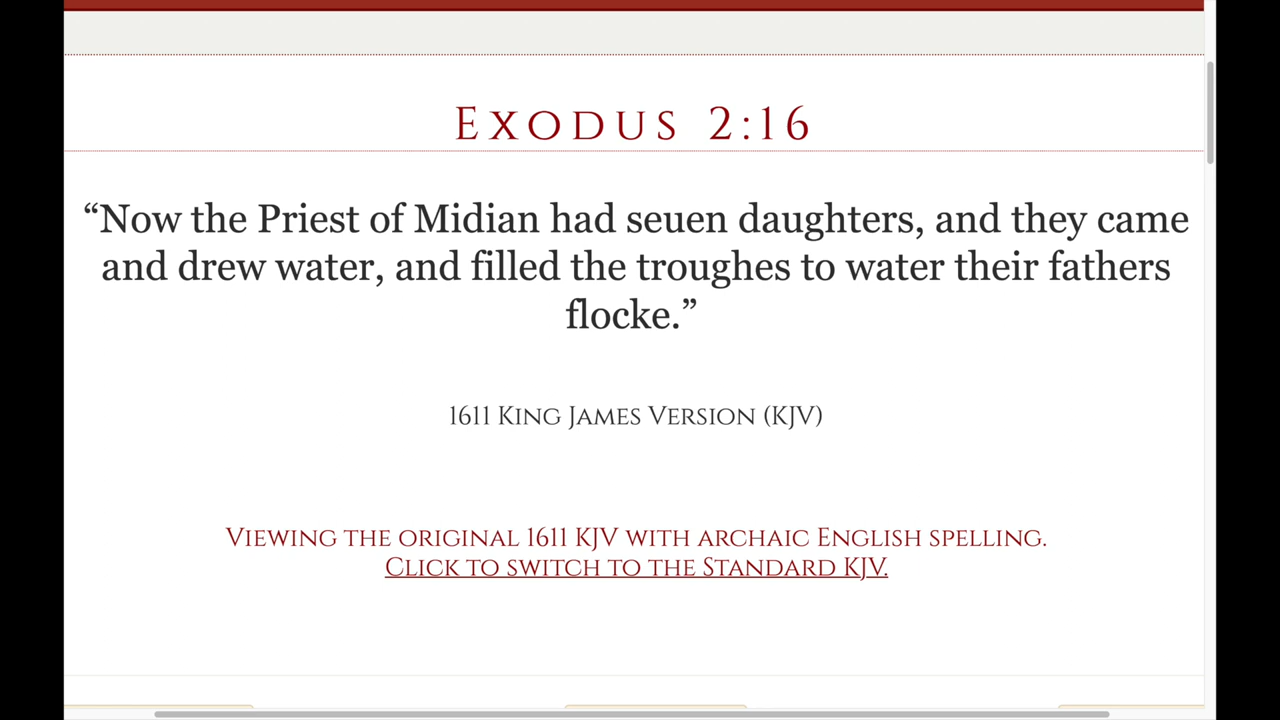 Exodus 2:16
“Now the Priest of Midian had seuen daughters, and they came
and drew water, and filled the troughes to water their fathers
flocke.”
1611 King James Version (KJV)
Viewing the original 1611 KJV with archaic English spelling.
Click to switch to the Standard KJV.